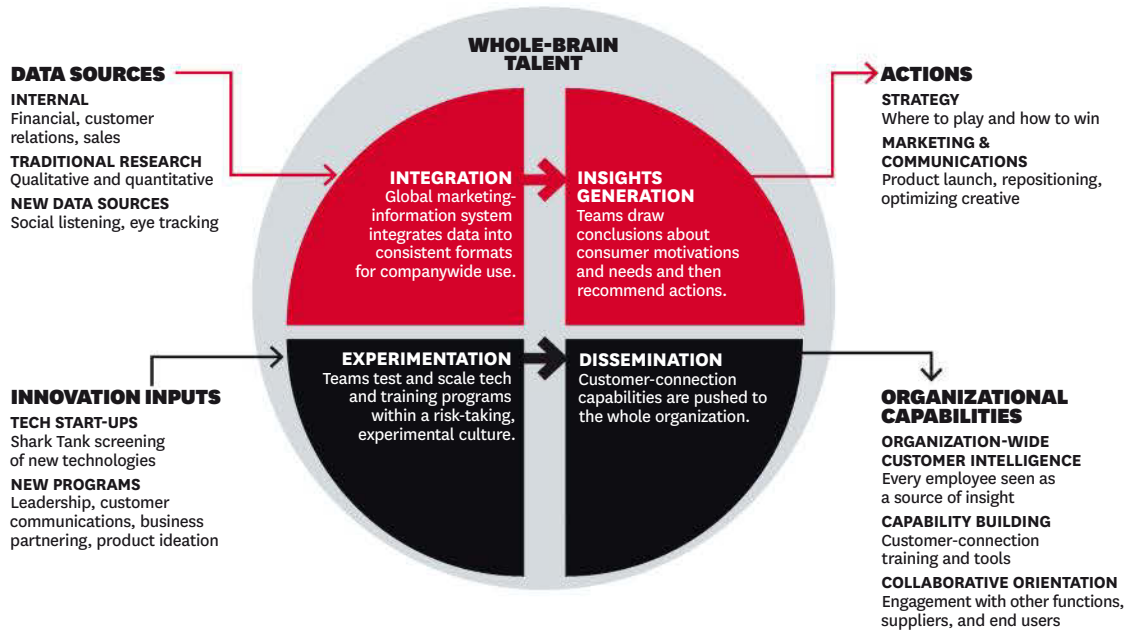 WHOLE-BRAIN
TALENT
DATA SOURCES
INTERNAL
Financial, customer
relations, sales
TRADITIONAL RESEARCH
Qualitative and quantitative
NEW DATA SOURCES
Social listening, eye tracking
INTEGRATION
Global marketing-
information system
integrates data into
consistent formats
for companywide use.
INSIGHTS
GENERATION
Teams draw
conclusions about
consumer motivations
and needs and then
recommend actions.
ACTIONS
STRATEGY
Where to play and how to win
MARKETING &
COMMUNICATIONS
Product launch, repositioning,
optimizing creative
INNOVATION INPUTS
TECH START-UPS
Shark Tank screening
of new technologies
NEW PROGRAMS
Leadership, customer
communications, business
partnering, product ideation
EXPERIMENTATION
Teams test and scale tech
and training programs
within a risk-taking,
experimental culture.
DISSEMINATION
Customer-connection
capabilities are pushed to
the whole organization.
ORGANIZATIONAL
CAPABILITIES
ORGANIZATION-WIDE
CUSTOMER INTELLIGENCE
Every employee seen as
a source of insight
CAPABILITY BUILDING
Customer-connection
training and tools
COLLABORATIVE ORIENTATION
Engagement with other functions,
suppliers, and end users